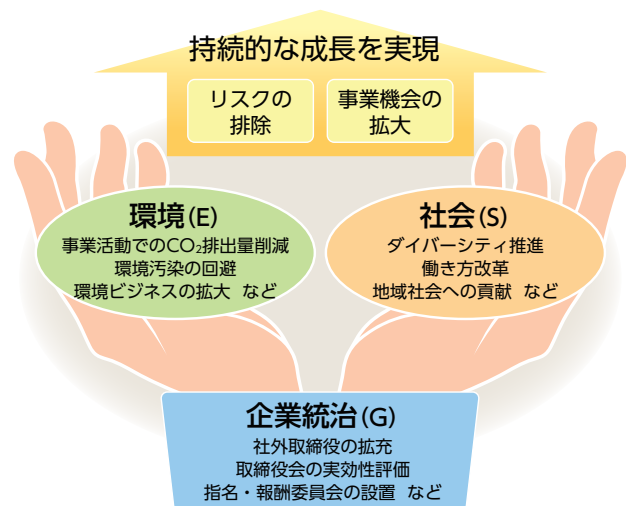 持続的な成長を実現
リスクの
排除
事業機会の
拡大
環境(E)
事業活動でのCO₂排出量削減
環境汚染の回避
環境ビジネスの拡大 など
社会(S)
ダイバーシティ推進
働き方改革
地域社会への貢献 など
企業統治(G)
社外取締役の拡充
取締役会の実効性評価
指名・報酬委員会の設置 など